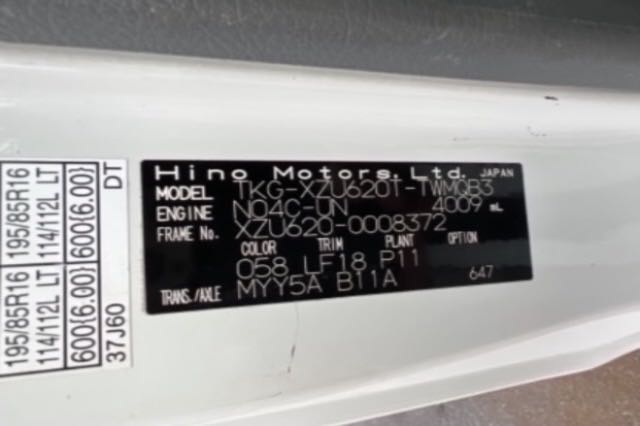 Hino Motors, Ltd. JAPAN
MODEL TKG-XZU620T-TWMQB3
ENGINE N04C-UN 4009 mL
FRAME No. XZU620-0008372
COLOR TRIM PLANT OPTION
058 LF18 P11
TRANS./AXLE MYY5A B11A 647
195/85R16 195/85R16
114/112L LT 114/112L LT
600{6.00} 600{6.00}
37J60 DT